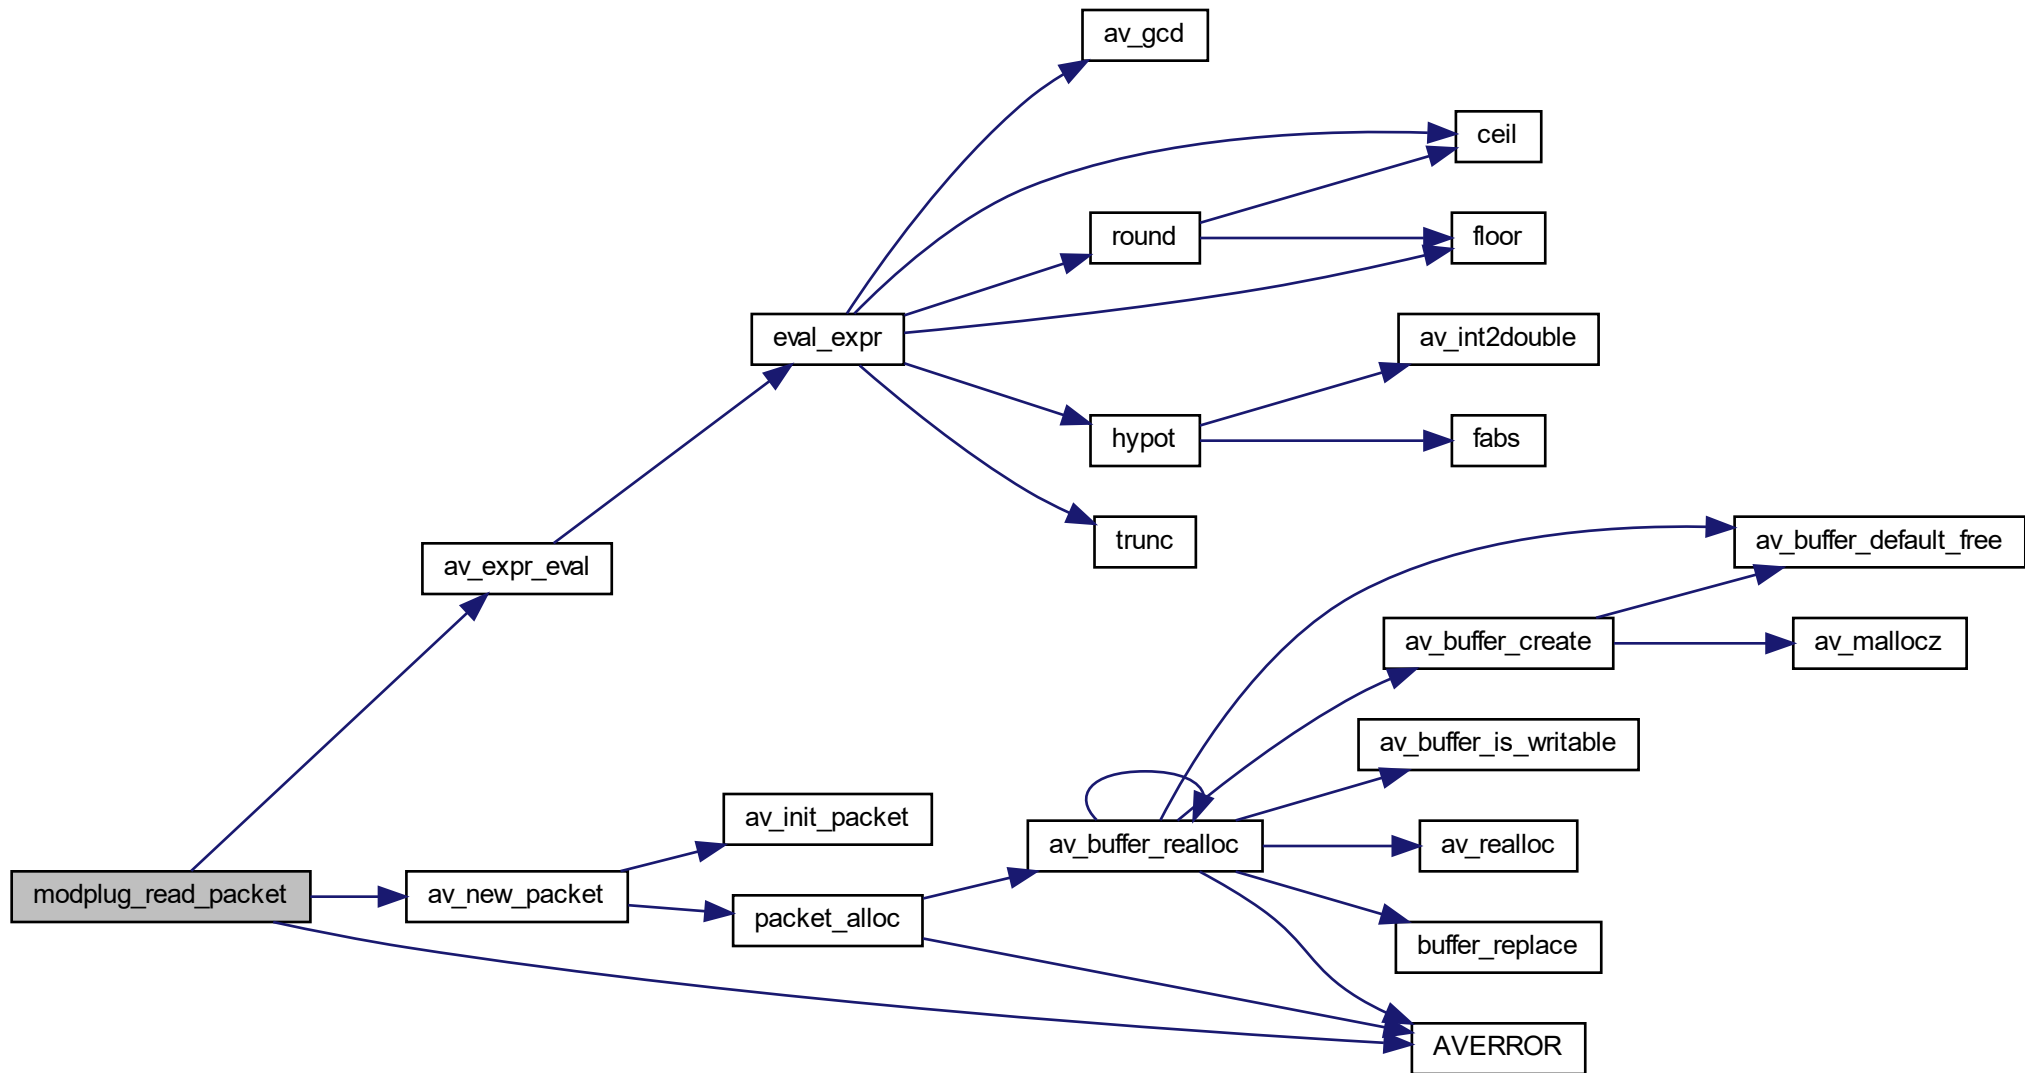 av_gcd
ceil
round
floor
eval_expr
av_int2double
hypot
fabs
trunc
av_buffer_default_free
av_expr_eval
av_buffer_create
av_mallocz
av_buffer_is_writable
av_init_packet
av_buffer_realloc
av_realloc
modplug_read_packet
av_new_packet
packet_alloc
buffer_replace
AVERROR